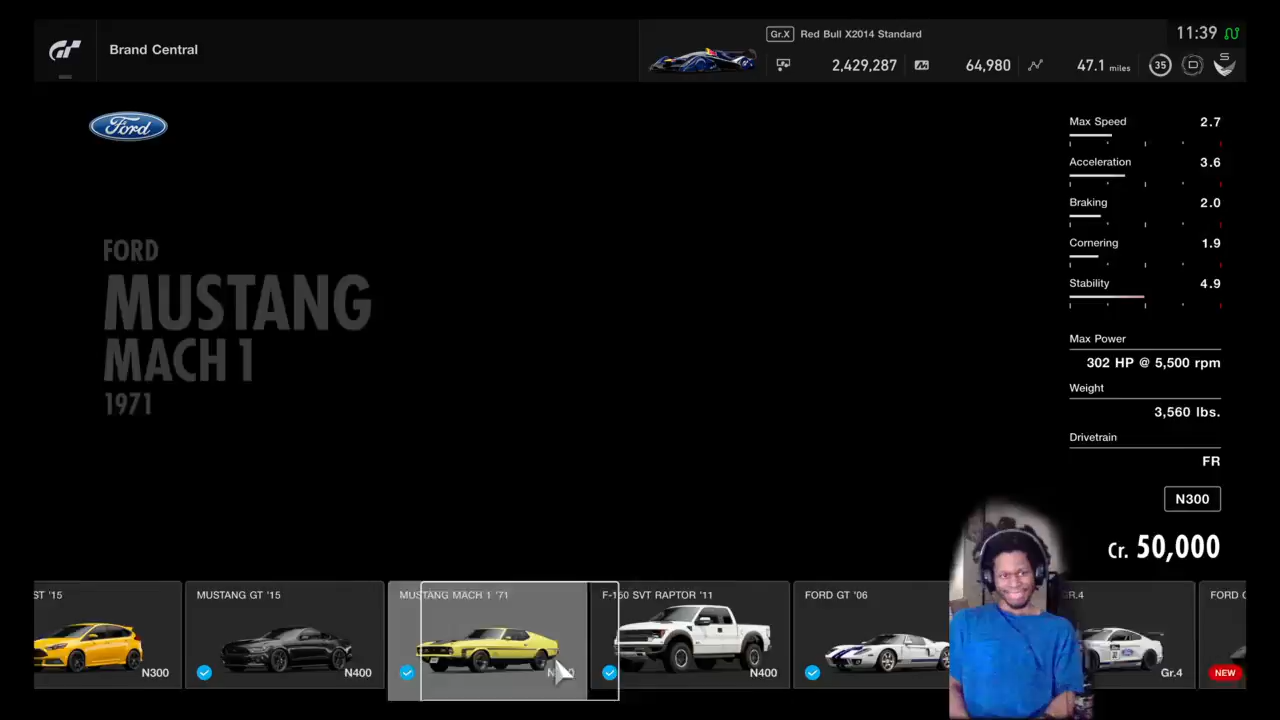 Brand Central
Gr.X Red Bull X2014 Standard
11:39
2,429,287
64,980
47.1 miles
35
S
Ford
FORD
MUSTANG
MACH 1
1971
Max Speed 2.7
Acceleration 3.6
Braking 2.0
Cornering 1.9
Stability 4.9
Max Power
302 HP @ 5,500 rpm
Weight
3,560 lbs.
Drivetrain
FR
N300
Cr. 50,000
ST '15
MUSTANG GT '15
MUSTANG MACH 1 '71
F-150 SVT RAPTOR '11
FORD GT '06
GR.4
FORD
N300
N400
N400
Gr.4
NEW